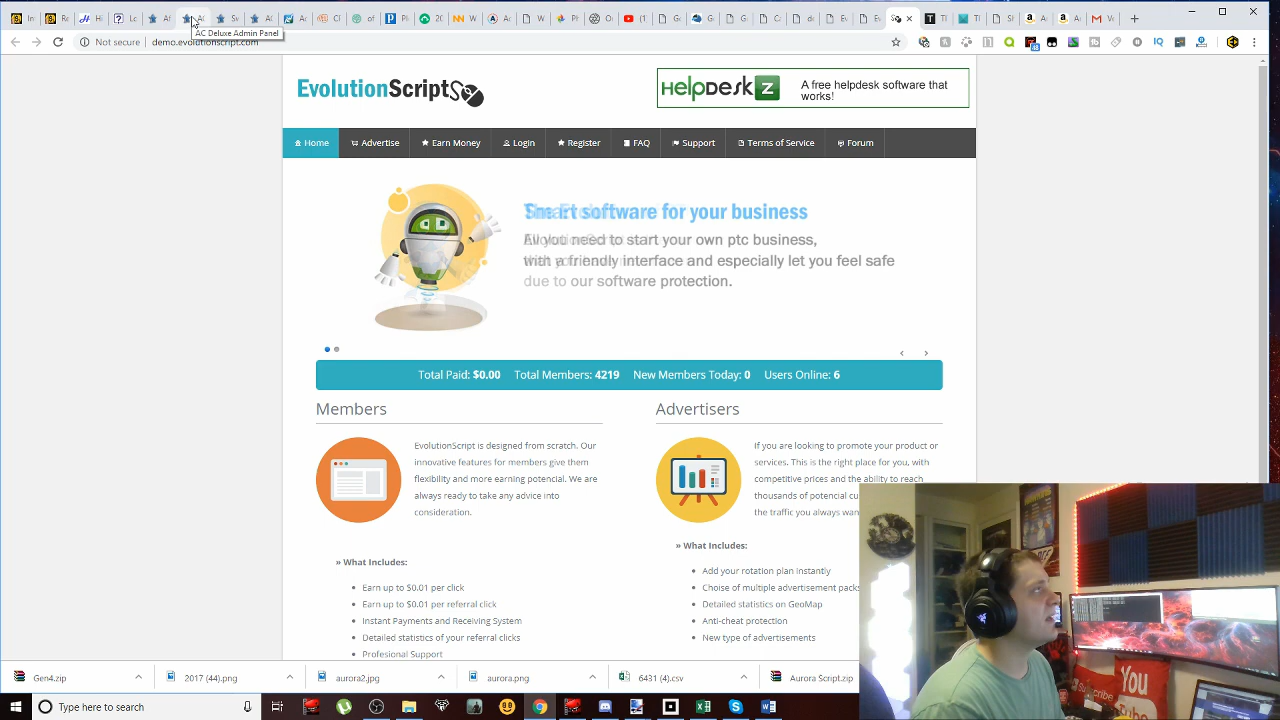 AC Deluxe Admin Panel
Not secure
demo.evolutionscript.com
EvolutionScript
HELPDESK Z
A free helpdesk software that
works!
Home
Advertise
Earn Money
Login
Register
FAQ
Support
Terms of Service
Forum
software for your business
All you need to start your own ptc business,
with a friendly interface and especially let you feel safe
due to our software protection.
Total Paid: $0.00
Total Members: 4219
New Members Today: 0
Users Online: 6
Members
Advertisers
EvolutionScript is designed from scratch. Our
innovative features for members give them
flexibility and more earning potencial. We are
always ready to take any advice into
consideration.
If you are looking to promote your product or
services. This is the right place for you, with
competitive prices and the ability to reach
thousands of potencial
the traffic you always
» What Includes:
Earn up to $0.01 per click
Earn up to $0.01 per referral click
Instant Payments and Receiving System
Detailed statistics of your referral clicks
Profesional Support
» What Includes:
Add your rotation plan instantly
Choise of multiple advertisement packs
Detailed statistics on GeoMap
Anti-cheat protection
New type of advertisements
You
Subscribe
Gen4.zip
2017 (44).png
aurora2.jpg
aurora.png
6431 (4).csv
Aurora Script.zip
Type here to search